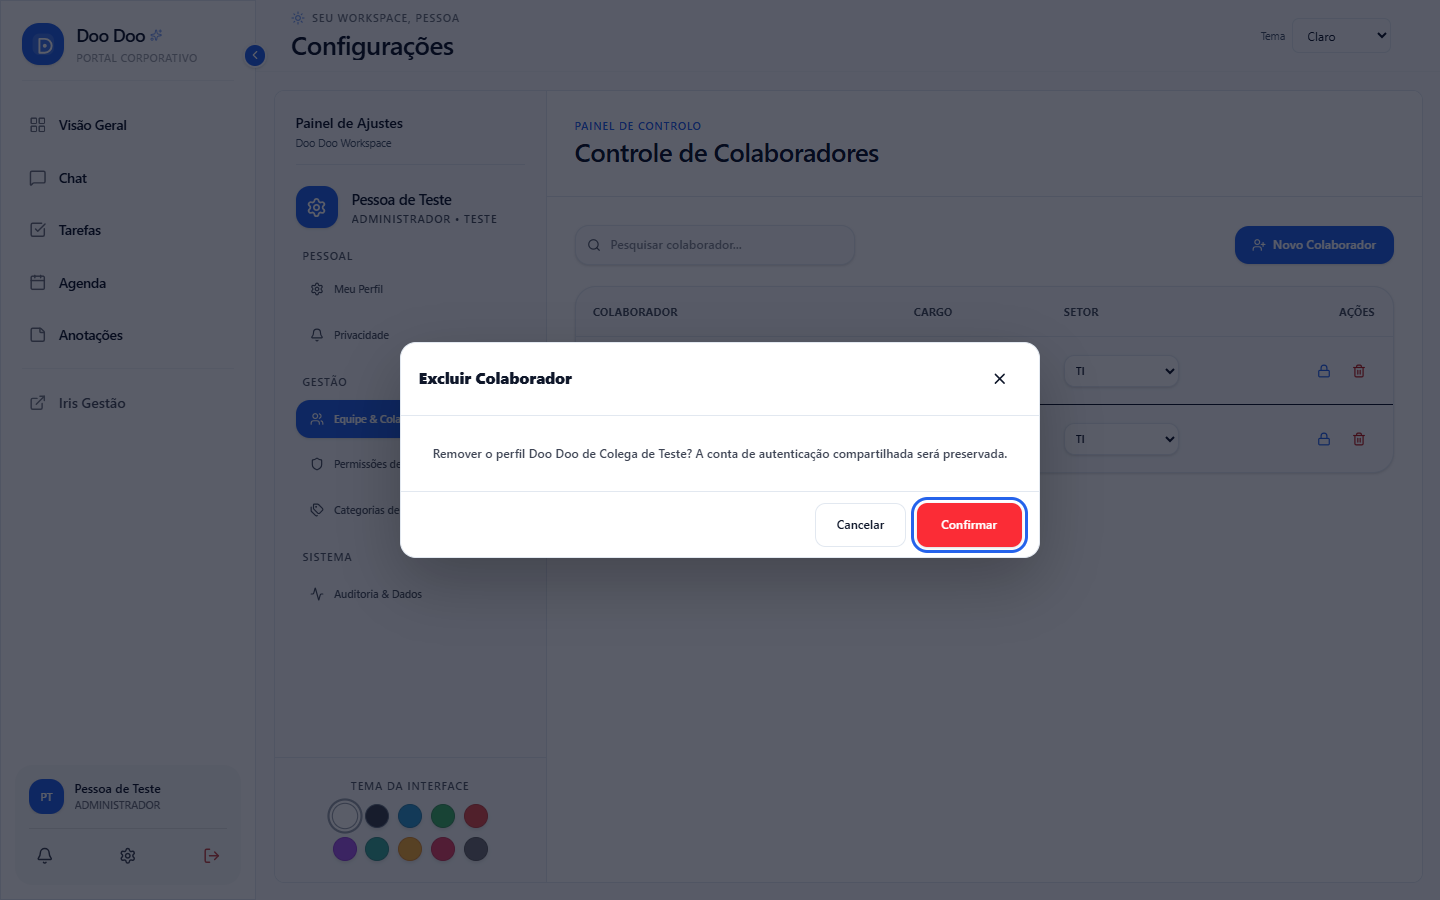 Doo Doo
PORTAL CORPORATIVO
Visão Geral
Chat
Tarefas
Agenda
Anotações
Iris Gestão
Pessoa de Teste
ADMINISTRADOR
PT
SEU WORKSPACE, PESSOA
Configurações
Tema
Claro
Painel de Ajustes
Doo Doo Workspace
Pessoa de Teste
ADMINISTRADOR • TESTE
PESSOAL
Meu Perfil
Privacidade
GESTÃO
Equipe & Cola
Permissões de
Categorias de
SISTEMA
Auditoria & Dados
TEMA DA INTERFACE
PAINEL DE CONTROLO
Controle de Colaboradores
Pesquisar colaborador...
Novo Colaborador
COLABORADOR CARGO SETOR AÇÕES
TI
TI
Excluir Colaborador
Remover o perfil Doo Doo de Colega de Teste? A conta de autenticação compartilhada será preservada.
Cancelar
Confirmar